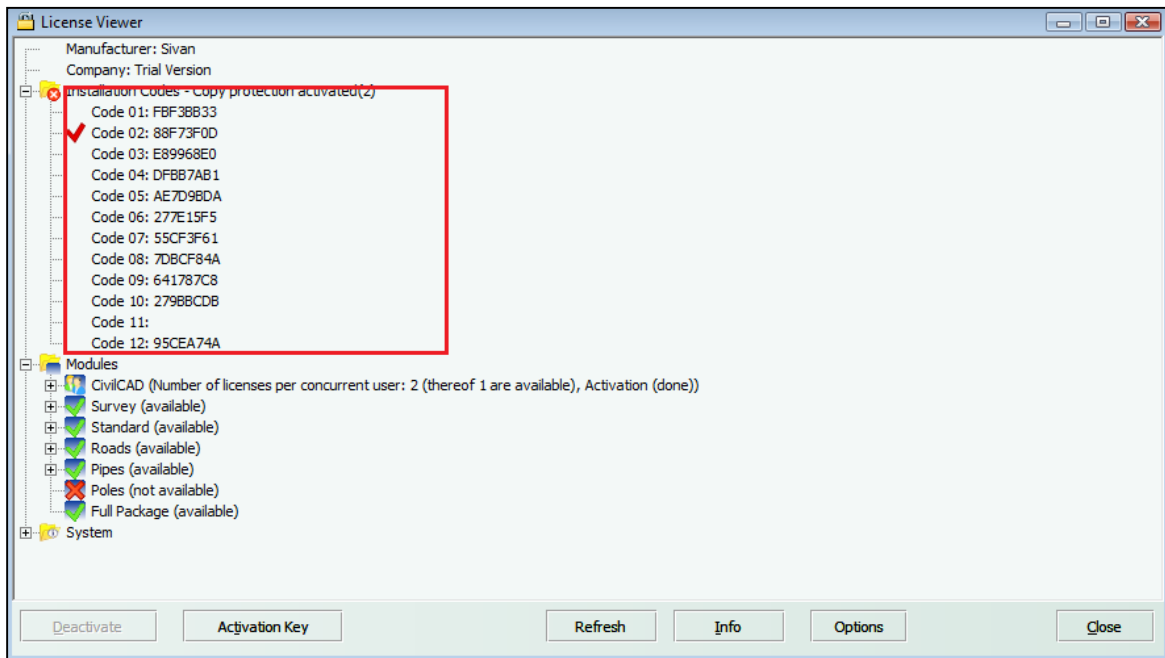 License Viewer
Manufacturer: Sivan
Company: Trial Version
Installation Codes - Copy protection activated(2)
Code 01: FBF3BB33
Code 02: 88F73F0D
Code 03: E89968E0
Code 04: DFBB7AB1
Code 05: AE7D9BDA
Code 06: 277E15F5
Code 07: 55CF3F61
Code 08: 7DBCF84A
Code 09: 641787C8
Code 10: 279BBCDB
Code 11:
Code 12: 95CEA74A
Modules
CivilCAD (Number of licenses per concurrent user: 2 (thereof 1 are available), Activation (done))
Survey (available)
Standard (available)
Roads (available)
Pipes (available)
Poles (not available)
Full Package (available)
System
Deactivate Activation Key Refresh Info Options Close